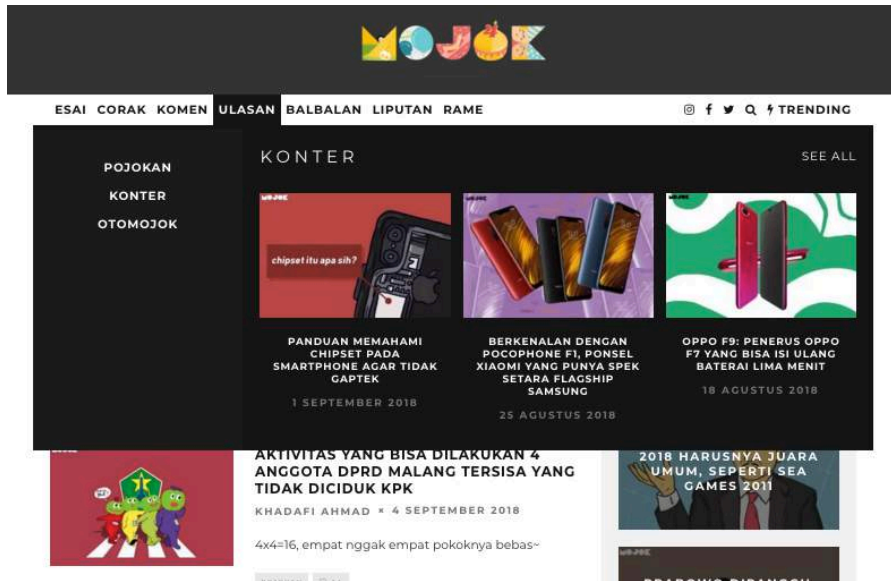 MOJOK
ESAI CORAK KOMEN ULASAN BALBALAN LIPUTAN RAME
TRENDING
POJOKAN
KONTER
OTOMOJOK
KONTER
SEE ALL
MOJOK
chipset itu apa sih?
PANDUAN MEMAHAMI
CHIPSET PADA
SMARTPHONE AGAR TIDAK
GAPTEK
1 SEPTEMBER 2018
MOJOK
BERKENALAN DENGAN
POCOPHONE F1, PONSEL
XIAOMI YANG PUNYA SPEK
SETARA FLAGSHIP
SAMSUNG
25 AGUSTUS 2018
MOJOK
OPPO F9: PENERUS OPPO
F7 YANG BISA ISI ULANG
BATERAI LIMA MENIT
18 AGUSTUS 2018
AKTIVITAS YANG BISA DILAKUKAN 4
ANGGOTA DPRD MALANG TERSISA YANG
TIDAK DICIDUK KPK
KHADAFI AHMAD × 4 SEPTEMBER 2018
4x4=16, empat nggak empat pokoknya bebas~
2018 HARUSNYA JUARA
UMUM, SEPERTI SEA
GAMES 2011
MOJOK